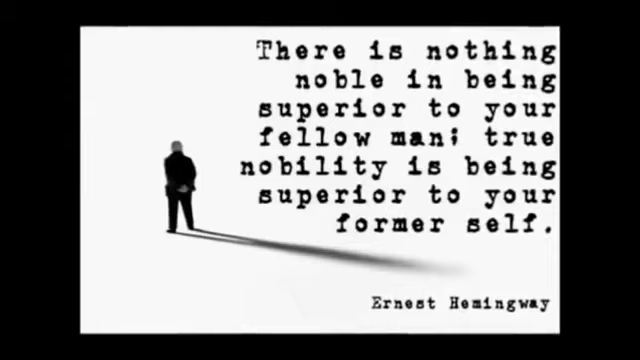 There is nothing
noble in being
superior to your
fellow man; true
nobility is being
superior to your
former self.
Ernest Hemingway